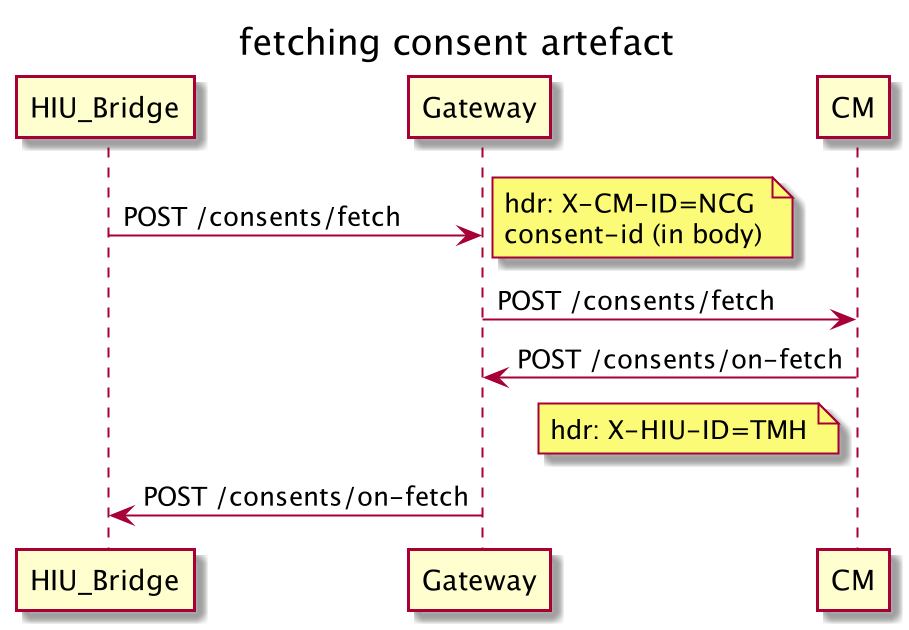 fetching consent artefact
HIU_Bridge
Gateway
CM
POST /consents/fetch
hdr: X-CM-ID=NCG
consent-id (in body)
POST /consents/fetch
POST /consents/on-fetch
hdr: X-HIU-ID=TMH
POST /consents/on-fetch
HIU_Bridge
Gateway
CM